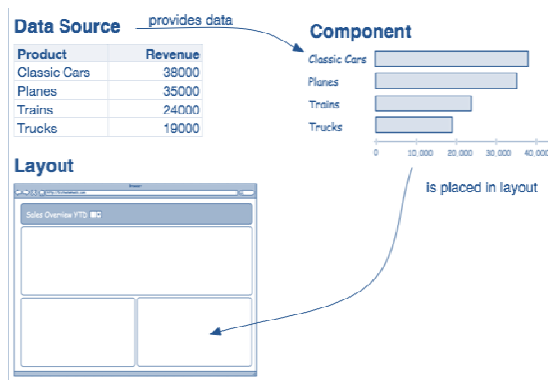 Data Source
provides data
Product Revenue
Classic Cars 38000
Planes 35000
Trains 24000
Trucks 19000
Component
Classic Cars
Planes
Trains
Trucks
0 10,000 20,000 30,000 40,000
is placed in layout
Layout
Sales Overview YTD